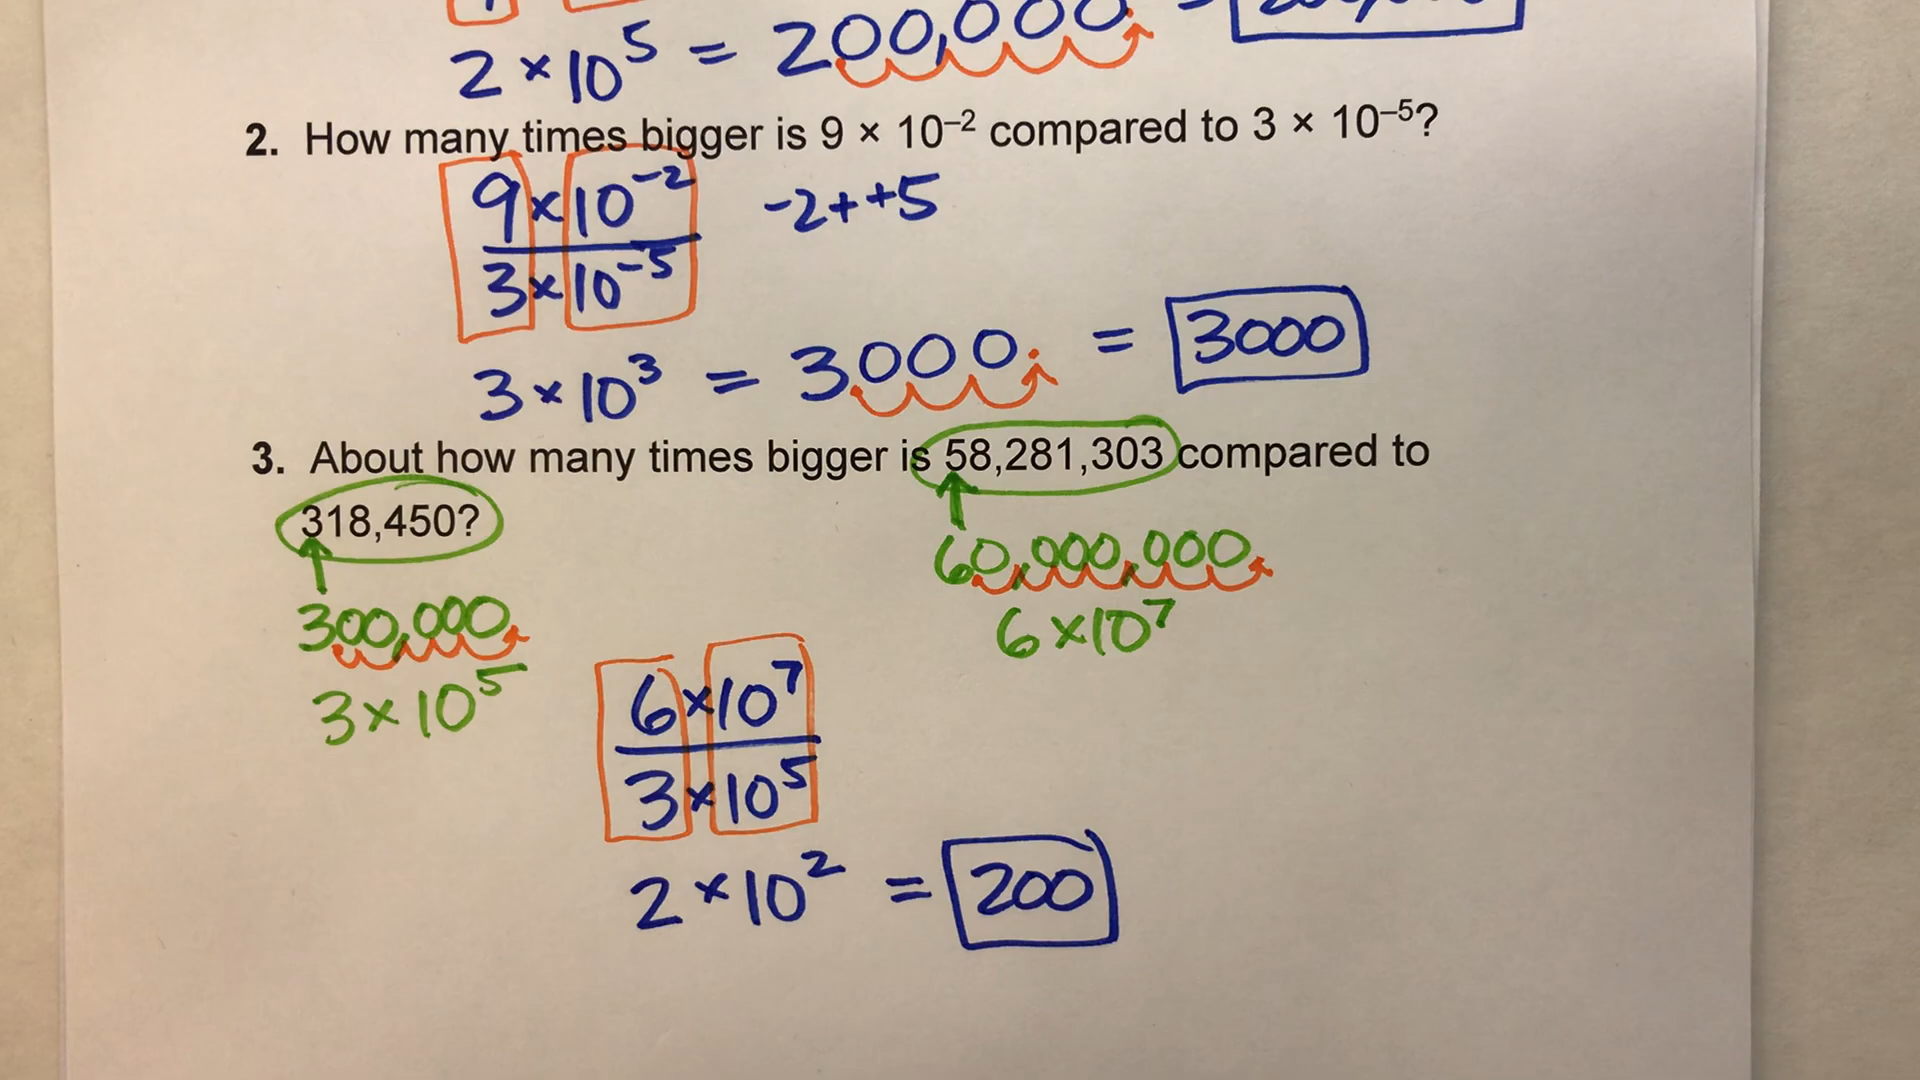 2 × 10⁵ = 200,000.
2. How many times bigger is 9 × 10⁻² compared to 3 × 10⁻⁵?
9×10⁻² -2++5
3×10⁻⁵
3×10³ = 3000. = 3000
3. About how many times bigger is 58,281,303 compared to
318,450?
60,000,000.
300,000.
6×10⁷
3×10⁵
6×10⁷
3×10⁵
2×10² = 200